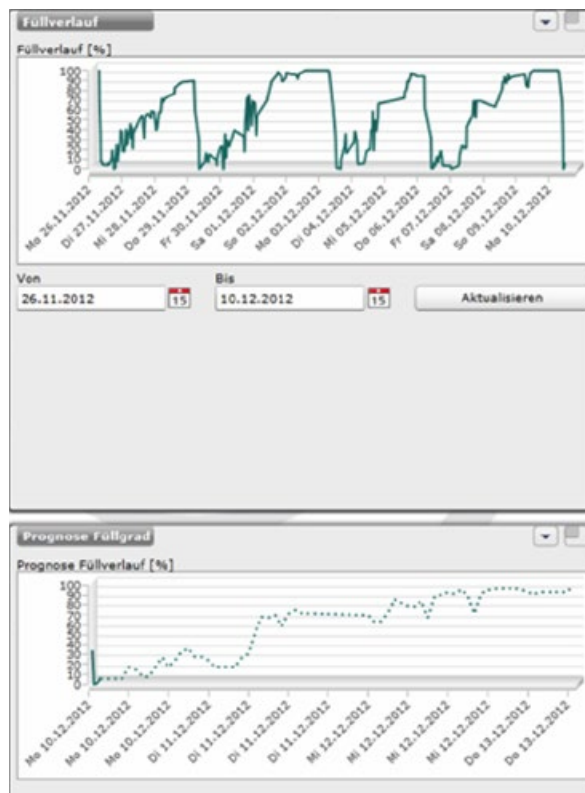 Füllverlauf
Füllverlauf [%]
100
90
80
70
60
50
40
30
20
10
0
Mo 26.11.2012
Di 27.11.2012
Mi 28.11.2012
Do 29.11.2012
Fr 30.11.2012
Sa 01.12.2012
So 02.12.2012
Mo 03.12.2012
Di 04.12.2012
Mi 05.12.2012
Do 06.12.2012
Fr 07.12.2012
Sa 08.12.2012
So 09.12.2012
Mo 10.12.2012
Von Bis
26.11.2012 15 10.12.2012 15 Aktualisieren
Prognose Füllgrad
Prognose Füllverlauf [%]
100
90
80
70
60
50
40
30
20
10
0
Mo 10.12.2012
Mo 10.12.2012
Mo 10.12.2012
Di 11.12.2012
Di 11.12.2012
Di 11.12.2012
Di 11.12.2012
Mi 12.12.2012
Mi 12.12.2012
Mi 12.12.2012
Mi 12.12.2012
Do 13.12.2012
Do 13.12.2012